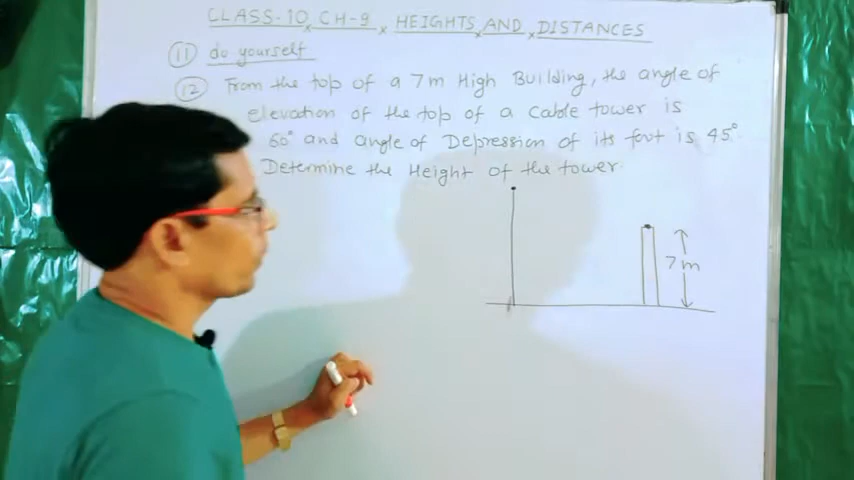 CLASS-10, CH-9, HEIGHTS AND DISTANCES
11 do yourself
12 From the top of a 7m High Building, the angle of
elevation of the top of a cable tower is
60° and angle of Depression of its foot is 45°.
Determine the Height of the tower.
7m